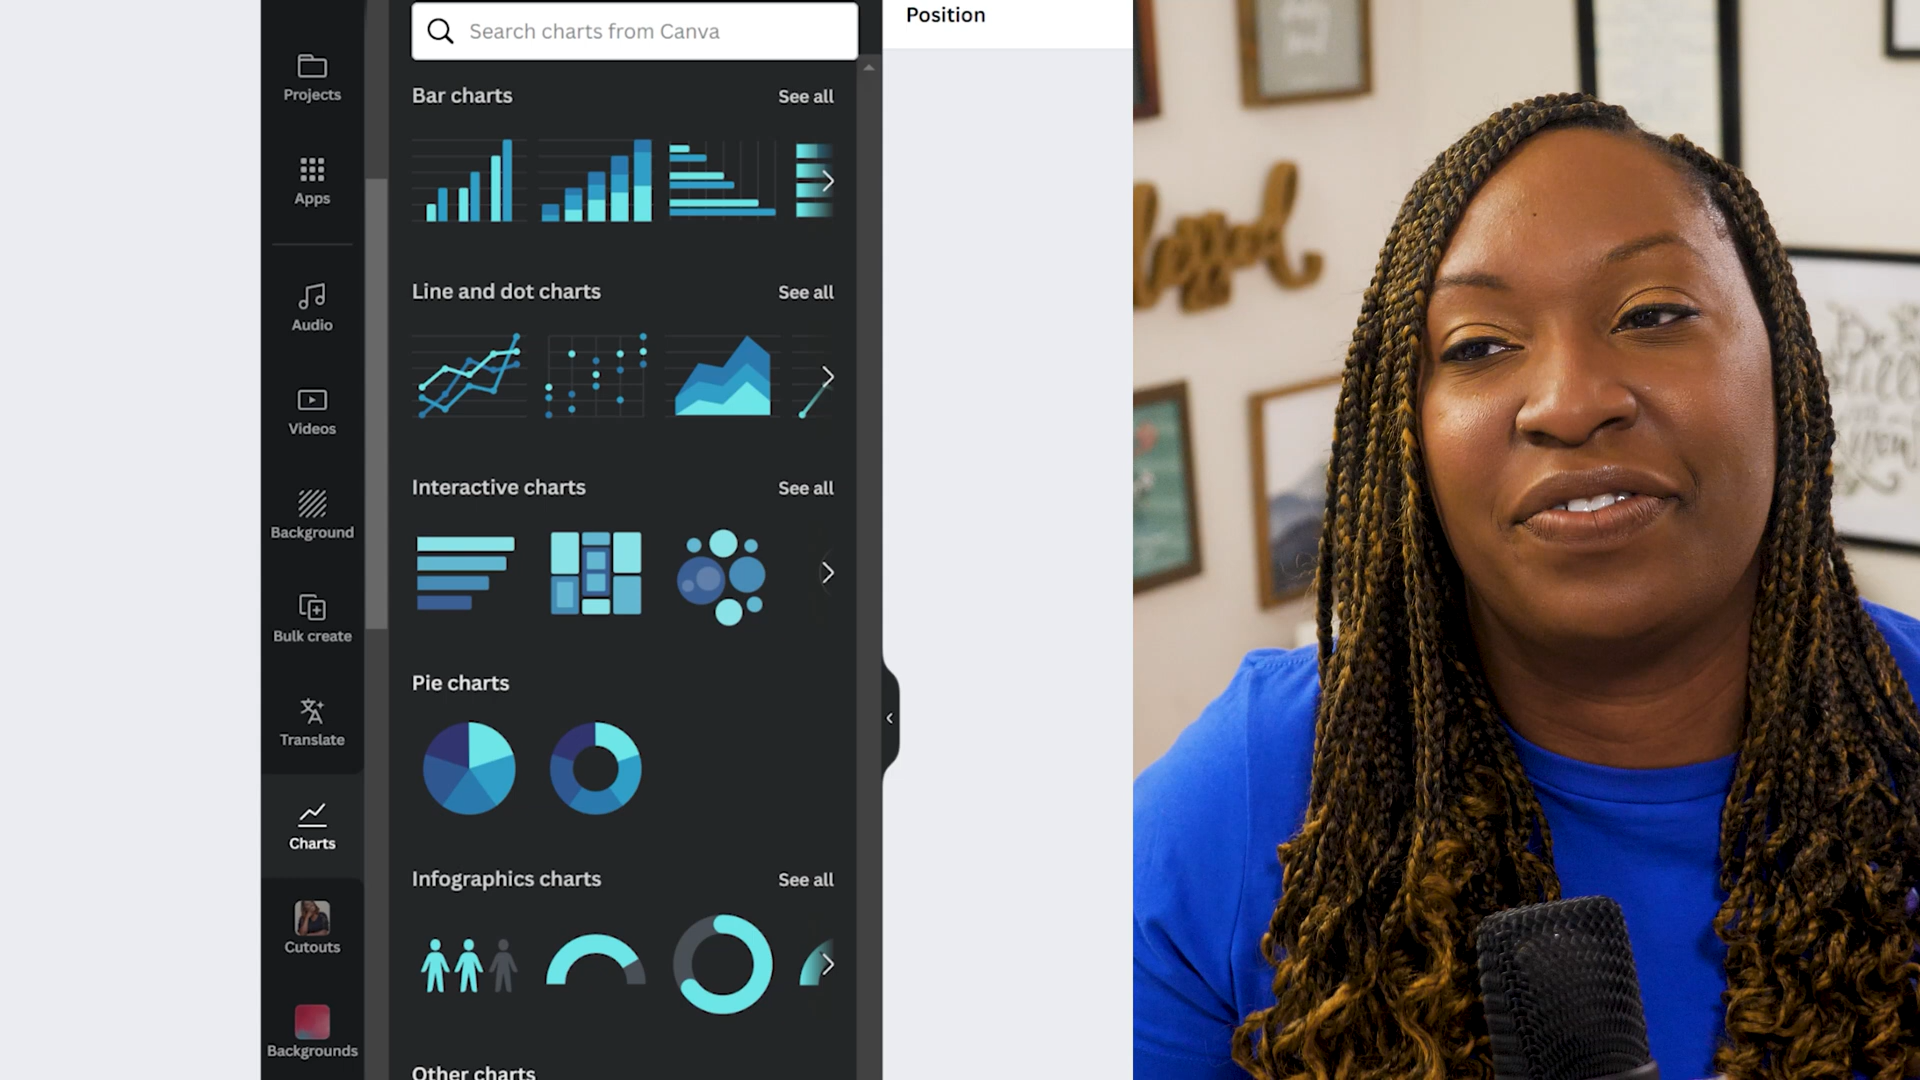 Search charts from Canva
Position
Projects
Apps
Audio
Videos
Background
Bulk create
Translate
Charts
Cutouts
Backgrounds
Bar charts
See all
Line and dot charts
See all
Interactive charts
See all
Pie charts
Infographics charts
See all
Other charts